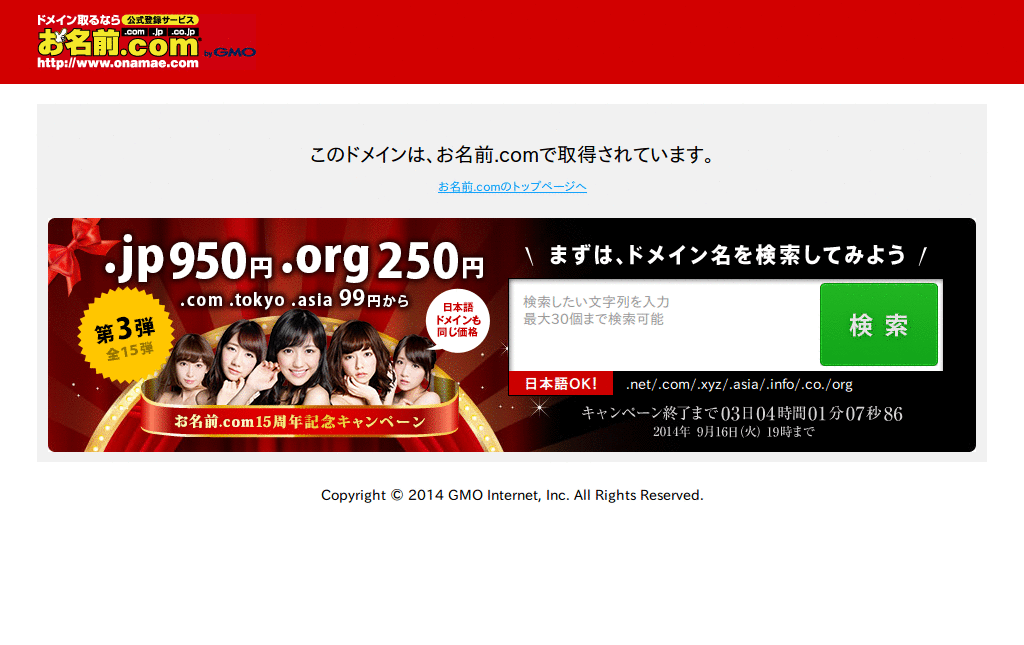 ドメイン取るなら 公式登録サービス
.com .jp .co.jp
お名前.com by GMO
http://www.onamae.com
このドメインは、お名前.comで取得されています。
お名前.comのトップページへ
.jp950円 .org 250円
.com .tokyo .asia 99円から
日本語
ドメインも
同じ価格
第3弾
全15弾
お名前.com15周年記念キャンペーン
\ まずは、ドメイン名を検索してみよう /
検索したい文字列を入力
最大30個まで検索可能
検索
日本語OK! .net/.com/.xyz/.asia/.info/.co./org
キャンペーン終了まで03日04時間01分07秒86
2014年 9月16日(火) 19時まで
Copyright © 2014 GMO Internet, Inc. All Rights Reserved.